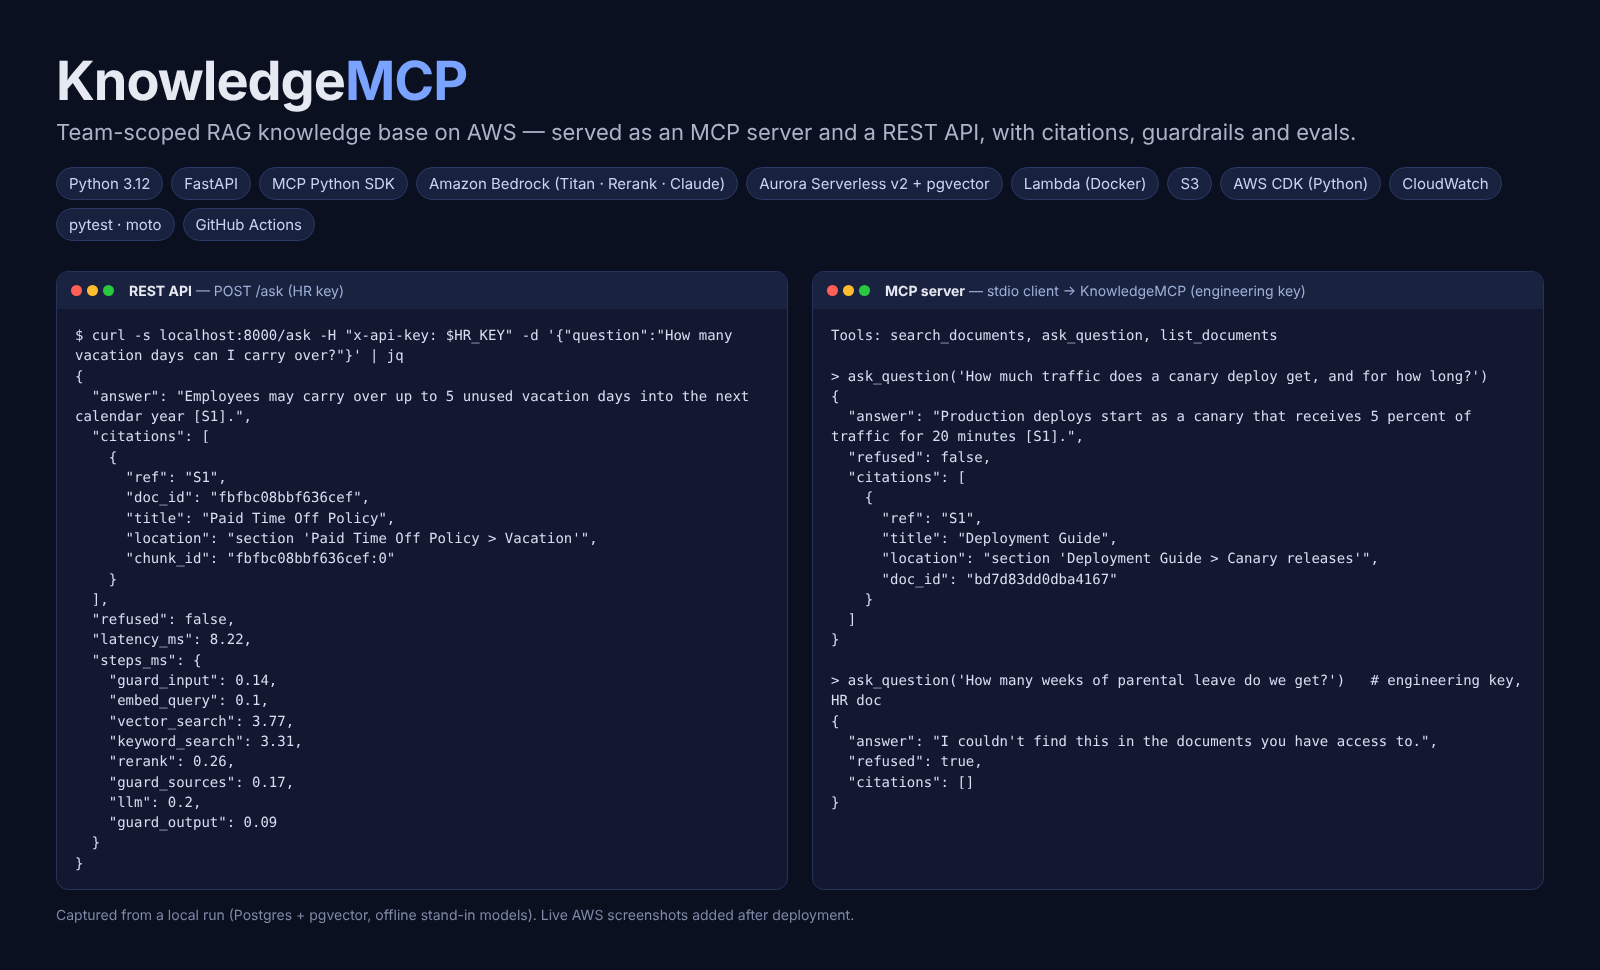 KnowledgeMCP
Team-scoped RAG knowledge base on AWS — served as an MCP server and a REST API, with citations, guardrails and evals.
Python 3.12 FastAPI MCP Python SDK Amazon Bedrock (Titan · Rerank · Claude) Aurora Serverless v2 + pgvector Lambda (Docker) S3 AWS CDK (Python) CloudWatch
pytest · moto GitHub Actions
REST API — POST /ask (HR key)
$ curl -s localhost:8000/ask -H "x-api-key: $HR_KEY" -d '{"question":"How many
vacation days can I carry over?"}' | jq
{
  "answer": "Employees may carry over up to 5 unused vacation days into the next
calendar year [S1].",
  "citations": [
    {
      "ref": "S1",
      "doc_id": "fbfbc08bbf636cef",
      "title": "Paid Time Off Policy",
      "location": "section 'Paid Time Off Policy > Vacation'",
      "chunk_id": "fbfbc08bbf636cef:0"
    }
  ],
  "refused": false,
  "latency_ms": 8.22,
  "steps_ms": {
    "guard_input": 0.14,
    "embed_query": 0.1,
    "vector_search": 3.77,
    "keyword_search": 3.31,
    "rerank": 0.26,
    "guard_sources": 0.17,
    "llm": 0.2,
    "guard_output": 0.09
  }
}
MCP server — stdio client → KnowledgeMCP (engineering key)
Tools: search_documents, ask_question, list_documents
> ask_question('How much traffic does a canary deploy get, and for how long?')
{
  "answer": "Production deploys start as a canary that receives 5 percent of
traffic for 20 minutes [S1].",
  "refused": false,
  "citations": [
    {
      "ref": "S1",
      "title": "Deployment Guide",
      "location": "section 'Deployment Guide > Canary releases'",
      "doc_id": "bd7d83dd0dba4167"
    }
  ]
}
> ask_question('How many weeks of parental leave do we get?')   # engineering key,
HR doc
{
  "answer": "I couldn't find this in the documents you have access to.",
  "refused": true,
  "citations": []
}
Captured from a local run (Postgres + pgvector, offline stand-in models). Live AWS screenshots added after deployment.